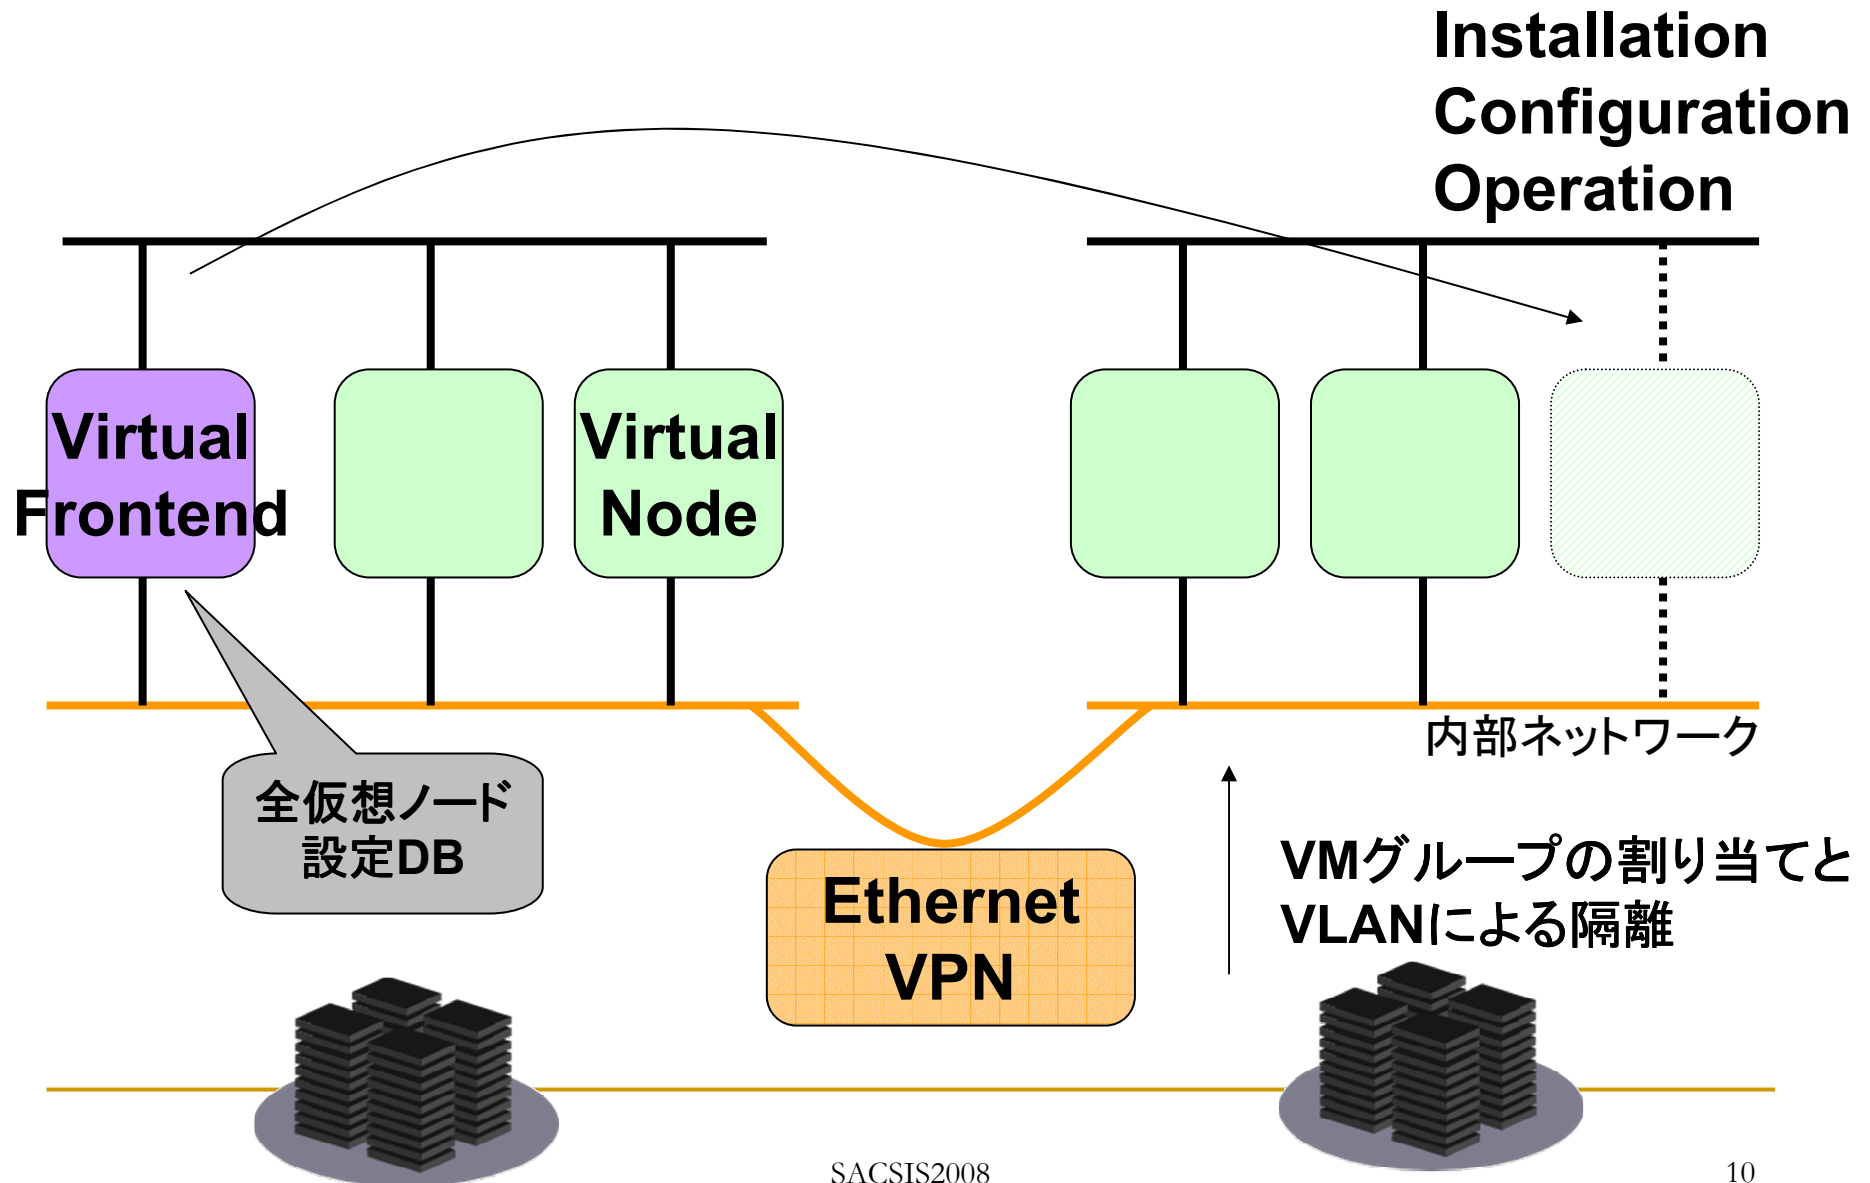 Installation
Configuration
Operation
Virtual
Frontend
Virtual
Node
内部ネットワーク
全仮想ノード
設定DB
Ethernet
VPN
VMグループの割り当てと
VLANによる隔離
SACSIS2008
10